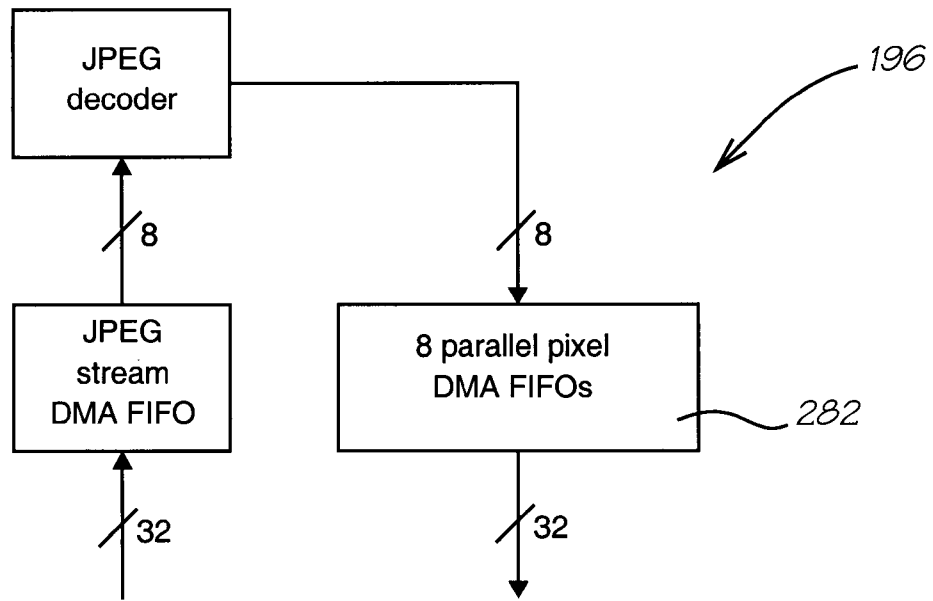 JPEG
decoder
196
8
8
JPEG
stream
DMA FIFO
8 parallel pixel
DMA FIFOs
282
32
32